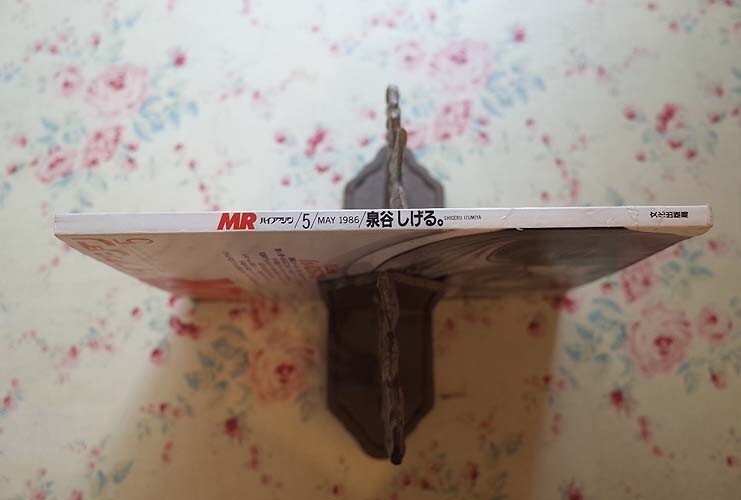 MR ハイファッション/5/MAY 1986/泉谷しげる。SHIGERU IZUMIYA 文化出版局
5